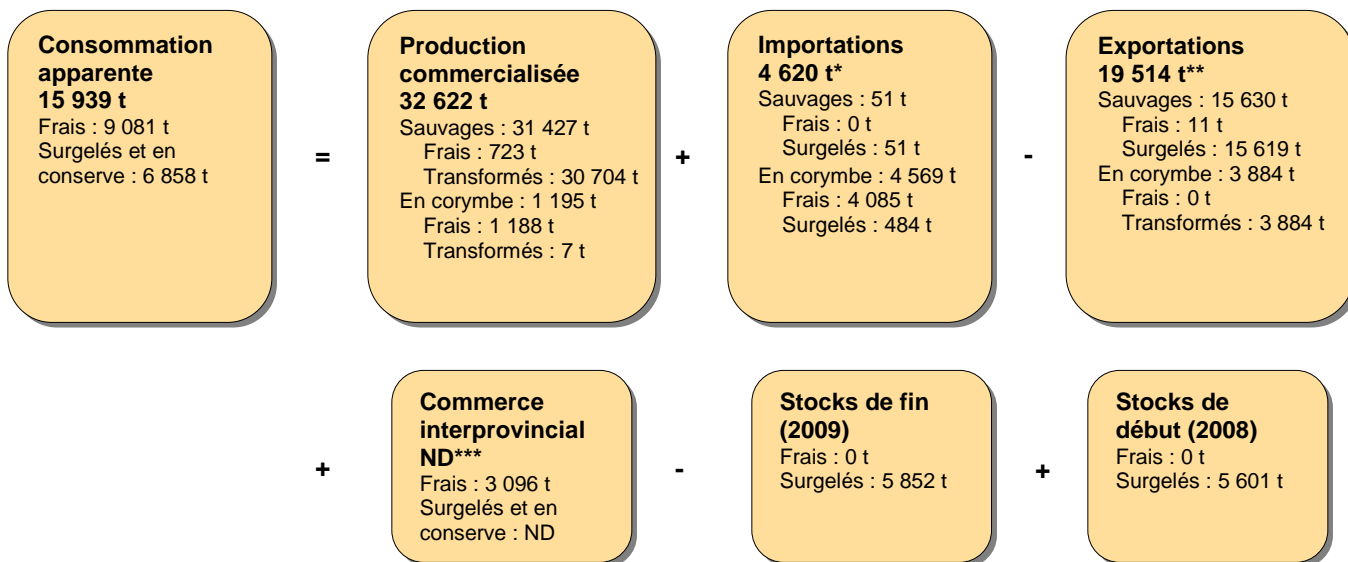 Consommation
apparente
15 939 t
Frais : 9 081 t
Surgelés et en
conserve : 6 858 t
=
Production
commercialisée
32 622 t
Sauvages : 31 427 t
Frais : 723 t
Transformés : 30 704 t
En corymbe : 1 195 t
Frais : 1 188 t
Transformés : 7 t
+
Importations
4 620 t*
Sauvages : 51 t
Frais : 0 t
Surgelés : 51 t
En corymbe : 4 569 t
Frais : 4 085 t
Surgelés : 484 t
-
Exportations
19 514 t**
Sauvages : 15 630 t
Frais : 11 t
Surgelés : 15 619 t
En corymbe : 3 884 t
Frais : 0 t
Transformés : 3 884 t
+
Commerce
interprovincial
ND***
Frais : 3 096 t
Surgelés et en
conserve : ND
-
Stocks de fin
(2009)
Frais : 0 t
Surgelés : 5 852 t
+
Stocks de
début (2008)
Frais : 0 t
Surgelés : 5 601 t